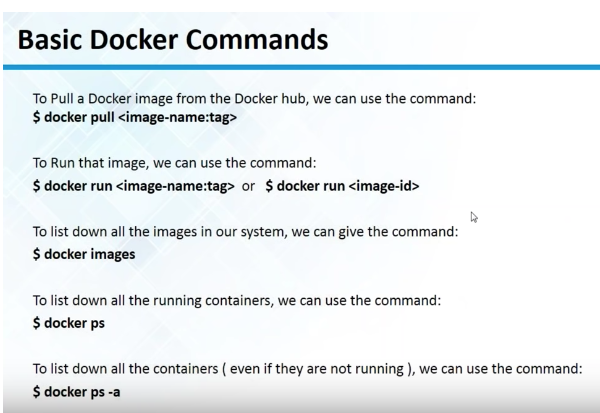 Basic Docker Commands
To Pull a Docker image from the Docker hub, we can use the command:
$ docker pull <image-name:tag>
To Run that image, we can use the command:
$ docker run <image-name:tag> or $ docker run <image-id>
To list down all the images in our system, we can give the command:
$ docker images
To list down all the running containers, we can use the command:
$ docker ps
To list down all the containers ( even if they are not running ), we can use the command:
$ docker ps -a